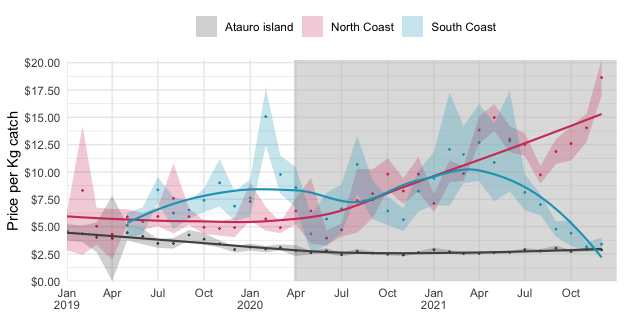 Atauro island North Coast South Coast
Price per Kg catch
$20.00
$17.50
$15.00
$12.50
$10.00
$7.50
$5.00
$2.50
$0.00
Jan Apr Jul Oct Jan Apr Jul Oct Jan Apr Jul Oct
2019 2020 2021